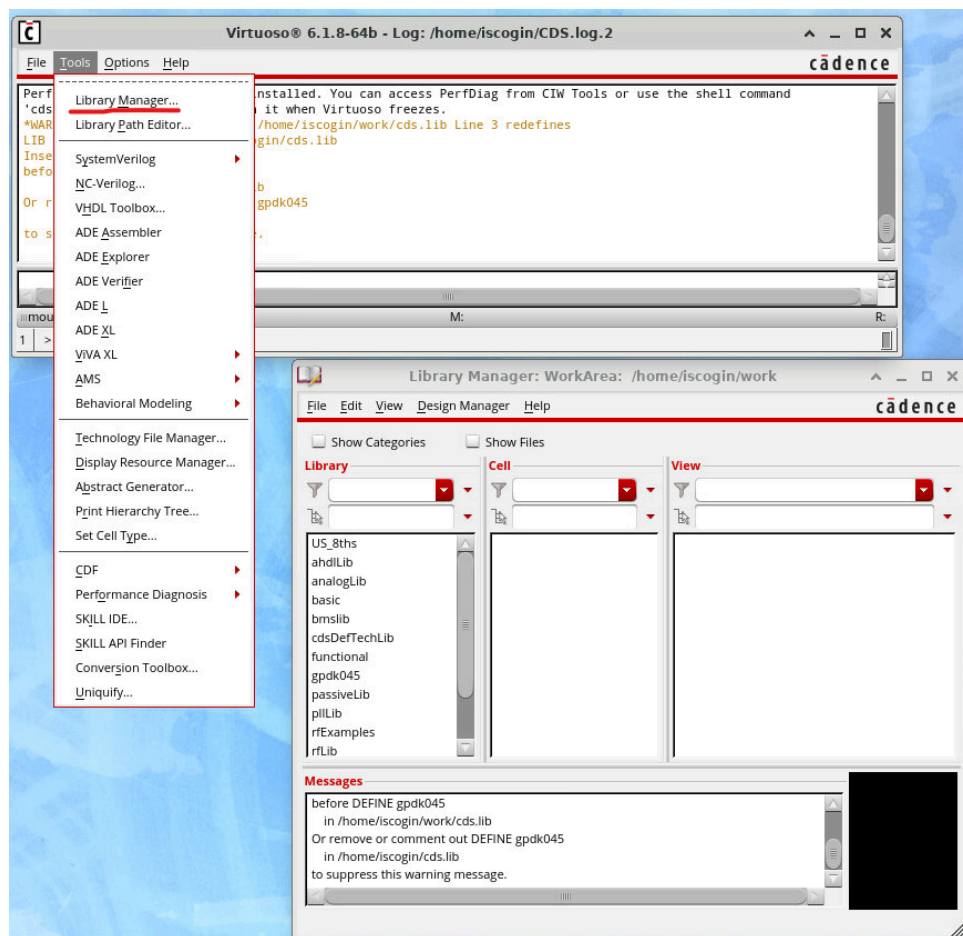 Virtuoso® 6.1.8-64b - Log: /home/iscogin/CDS.log.2
File Tools Options Help
cādence
Perf
nstalled. You can access PerfDiag from CIW Tools or use the shell command
'cds
it when Virtuoso freezes.
*WAR
/home/iscogin/work/cds.lib Line 3 redefines
LIB
gin/cds.lib
Inse
befo
b
Or r
gpdk045
to s
Library Manager...
Library Path Editor...
SystemVerilog
NC-Verilog...
VHDL Toolbox...
ADE Assembler
ADE Explorer
ADE Verifier
ADE L
ADE XL
ViVA XL
AMS
Behavioral Modeling
Technology File Manager...
Display Resource Manager...
Abstract Generator...
Print Hierarchy Tree...
Set Cell Type...
CDF
Performance Diagnosis
SKILL IDE...
SKILL API Finder
Conversion Toolbox...
Uniquify...
mou
M:
R:
1 >
Library Manager: WorkArea: /home/iscogin/work
File Edit View Design Manager Help
cādence
Show Categories Show Files
Library Cell View
US_8ths
ahdlLib
analogLib
basic
bmslib
cdsDefTechLib
functional
gpdk045
passiveLib
pllLib
rfExamples
rfLib
Messages
before DEFINE gpdk045
in /home/iscogin/work/cds.lib
Or remove or comment out DEFINE gpdk045
in /home/iscogin/cds.lib
to suppress this warning message.